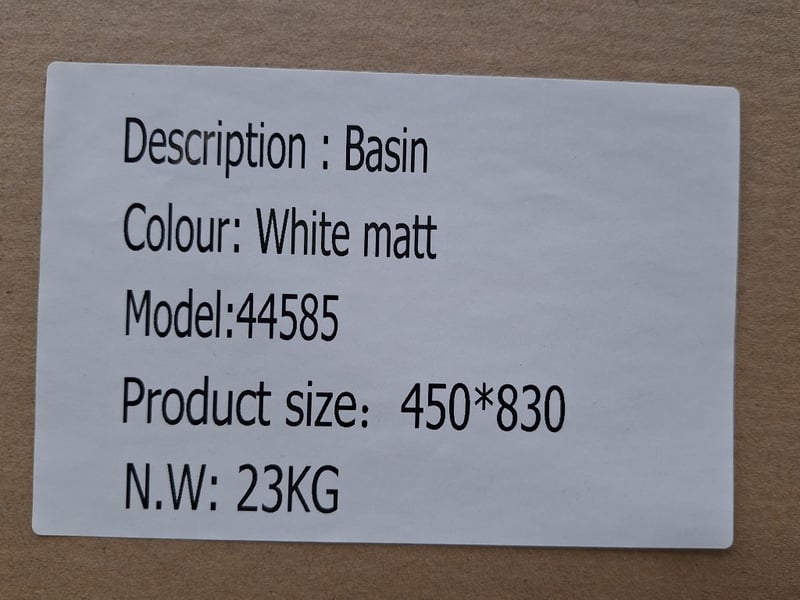 Description : Basin
Colour: White matt
Model:44585
Product size: 450*830
N.W: 23KG